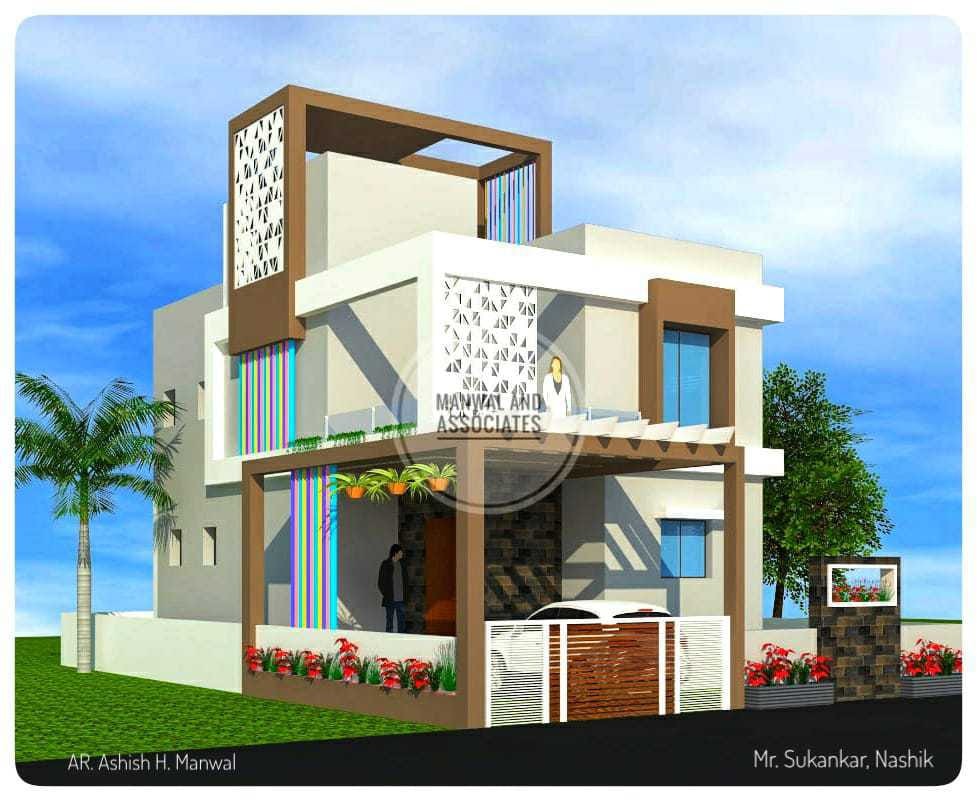 MANWAL AND
ASSOCIATES
AR. Ashish H. Manwal
Mr. Sukankar, Nashik